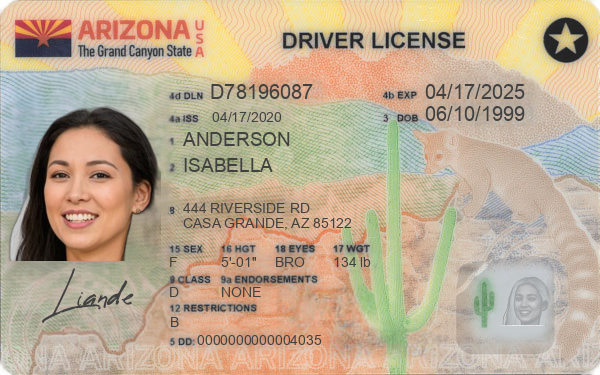 ARIZONA USA
The Grand Canyon State
DRIVER LICENSE
4d DLN D78196087
4b EXP 04/17/2025
4a ISS 04/17/2020
3 DOB 06/10/1999
1 ANDERSON
2 ISABELLA
8 444 RIVERSIDE RD
CASA GRANDE, AZ 85122
15 SEX 16 HGT 18 EYES 17 WGT
F 5'-01" BRO 134 lb
9 CLASS 9a ENDORSEMENTS
D NONE
12 RESTRICTIONS
B
5 DD: 0000000000004035
Liande
ARIZONA ARIZONA ARIZONA ARIZONA